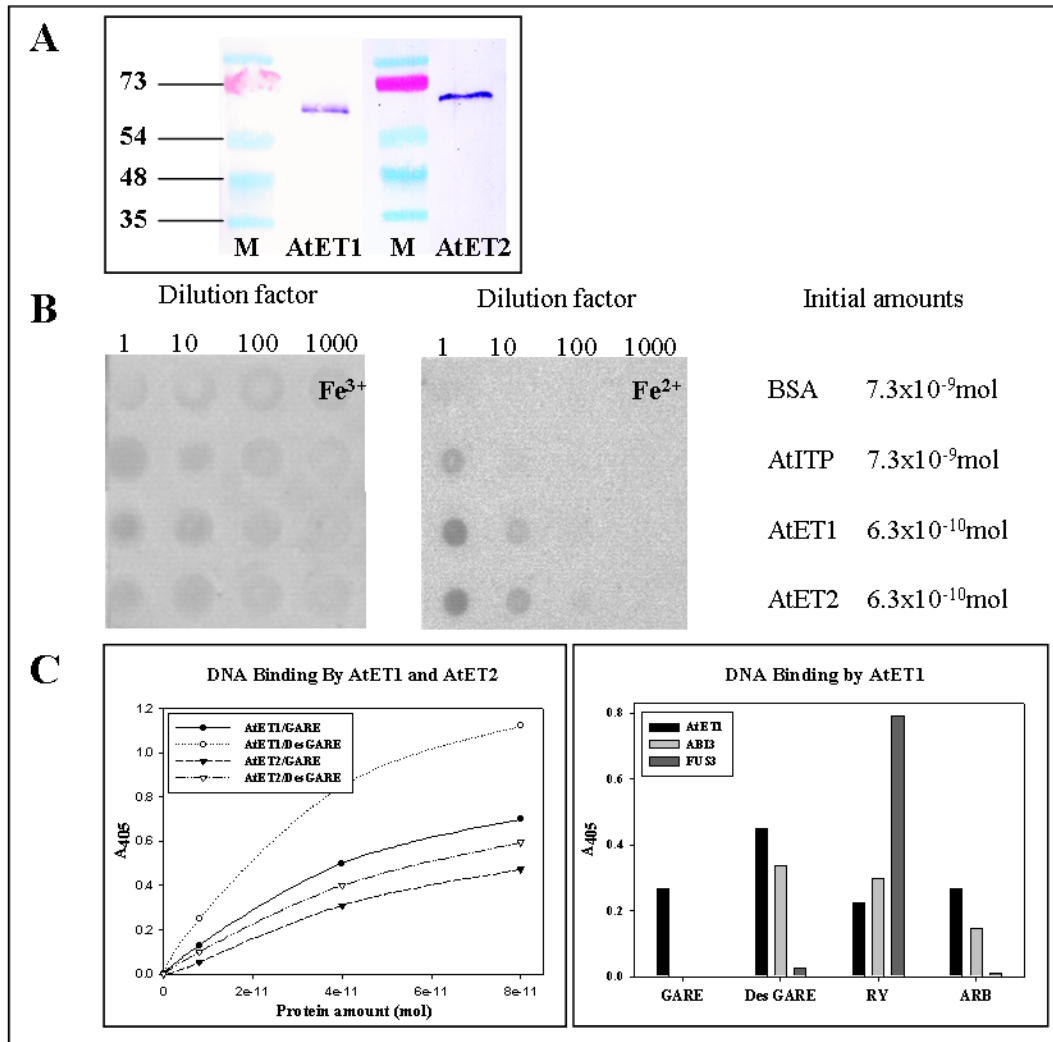 A
73
54
48
35
M AtET1 M AtET2
B
Dilution factor Dilution factor Initial amounts
1 10 100 1000 1 10 100 1000
Fe³⁺ Fe²⁺
BSA 7.3x10⁻⁹mol
AtITP 7.3x10⁻⁹mol
AtET1 6.3x10⁻¹⁰mol
AtET2 6.3x10⁻¹⁰mol
C
DNA Binding By AtET1 and AtET2
AtET1/GARE
AtET1/DesGARE
AtET2/GARE
AtET2/DesGARE
A405
1.2
1.0
0.8
0.6
0.4
0.2
0.0
0 2e-11 4e-11 6e-11 8e-11
Protein amount (mol)
DNA Binding by AtET1
AtET1
ABI3
FUS3
A405
0.8
0.6
0.4
0.2
0.0
GARE Des GARE RY ARB